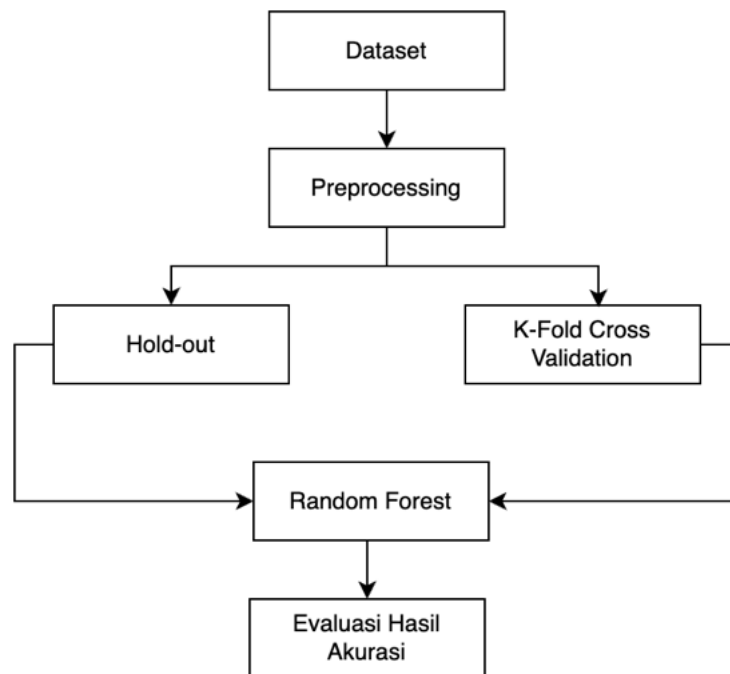 Dataset
Preprocessing
Hold-out
K-Fold Cross
Validation
Random Forest
Evaluasi Hasil
Akurasi